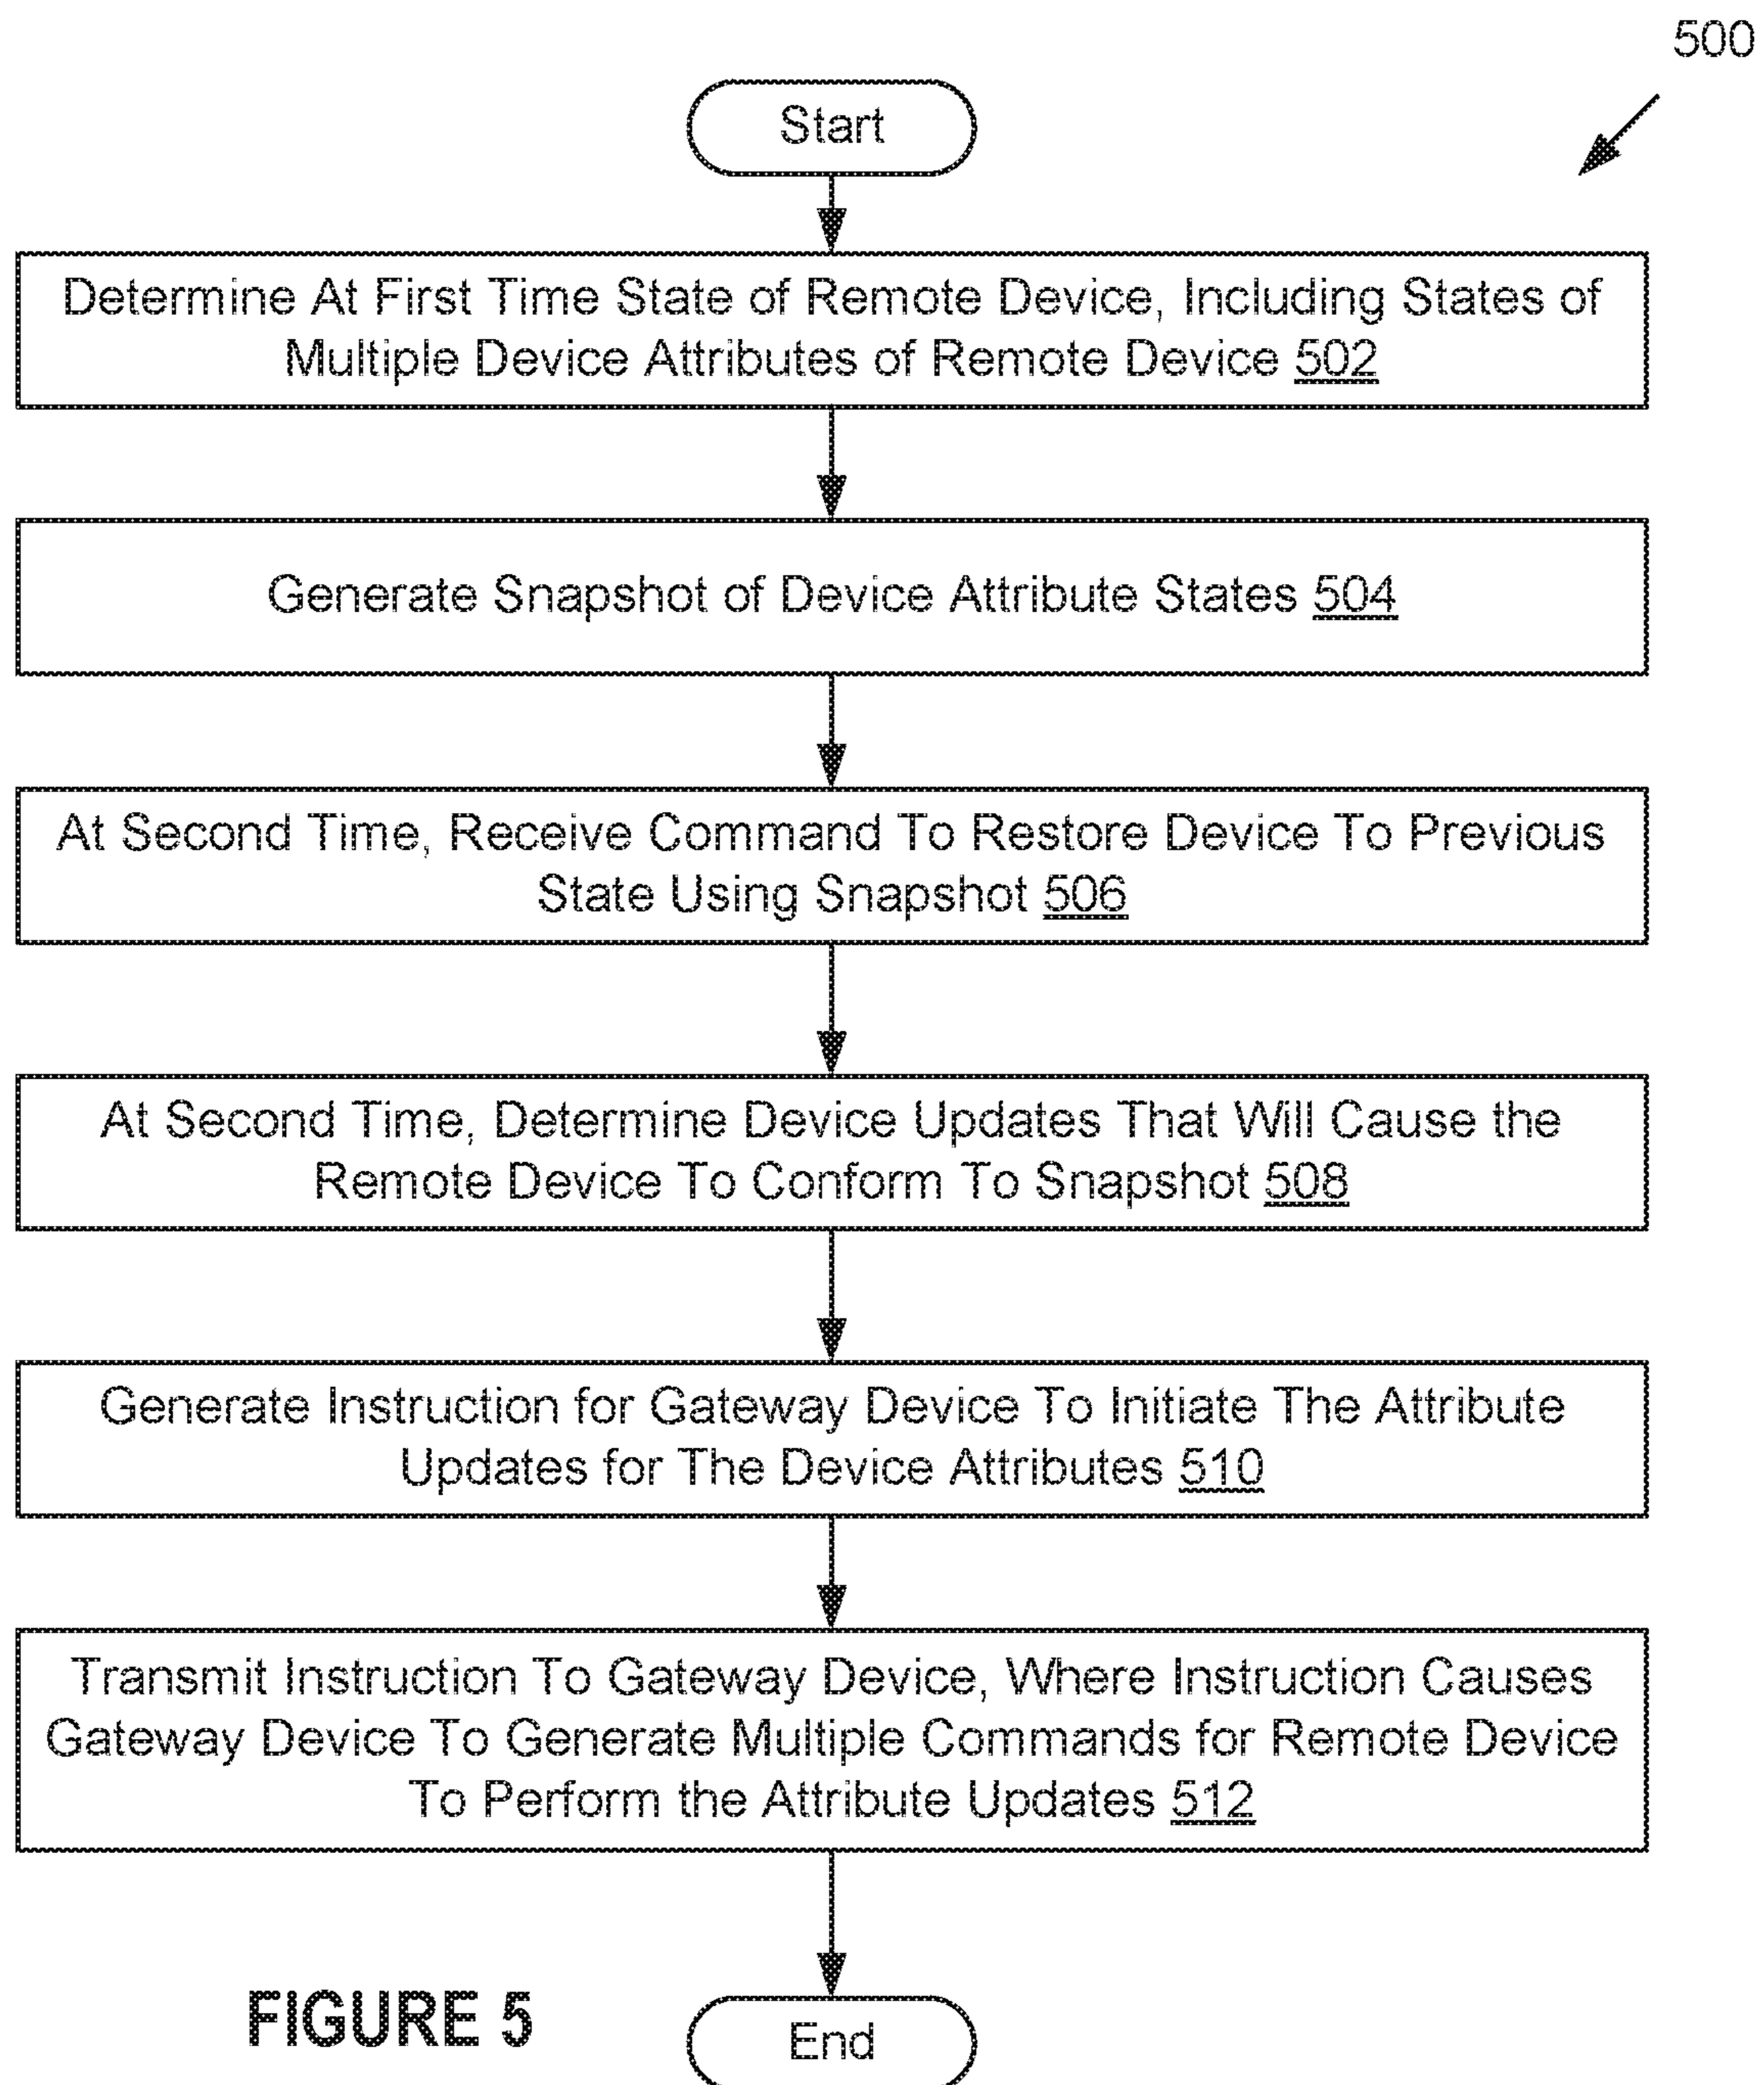 500
Start
Determine At First Time State of Remote Device, Including States of
Multiple Device Attributes of Remote Device 502
Generate Snapshot of Device Attribute States 504
At Second Time, Receive Command To Restore Device To Previous
State Using Snapshot 506
At Second Time, Determine Device Updates That Will Cause the
Remote Device To Conform To Snapshot 508
Generate Instruction for Gateway Device To Initiate The Attribute
Updates for The Device Attributes 510
Transmit Instruction To Gateway Device, Where Instruction Causes
Gateway Device To Generate Multiple Commands for Remote Device
To Perform the Attribute Updates 512
FIGURE 5
End